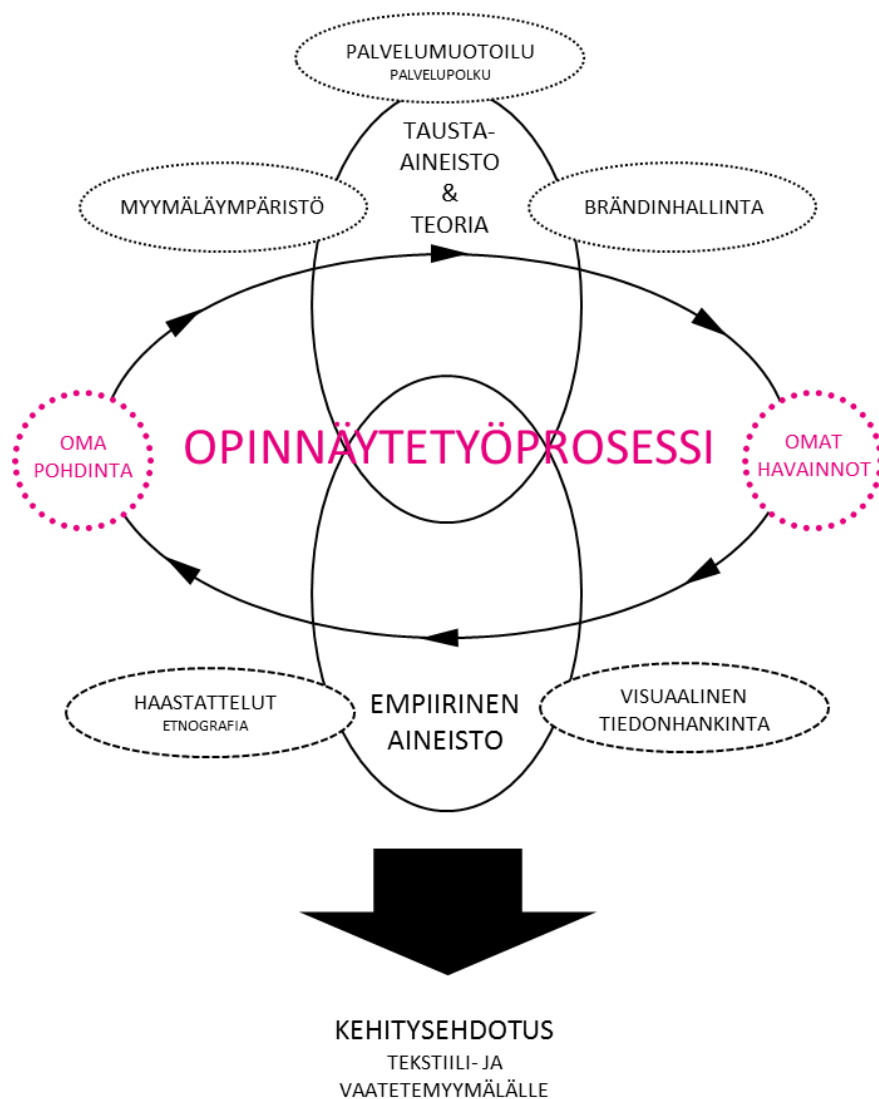 PALVELUMUOTOILU
PALVELUPOLKU
TAUSTA-
AINEISTO
&
TEORIA
MYYMÄLÄYMPÄRISTÖ
BRÄNDINHALLINTA
OMA
POHDINTA
OPINNÄYTETYÖPROSESSI
OMAT
HAVAINNOT
HAASTATTELUT
ETNOGRAFIA
EMPIIRINEN
AINEISTO
VISUAALINEN
TIEDONHANKINTA
KEHITYSEHDOTUS
TEKSTIILI- JA
VAATETEMYYMÄLÄLLE